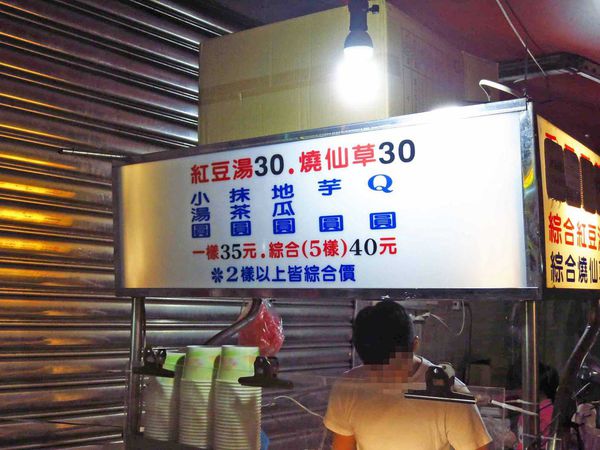 紅豆湯30.燒仙草30
小湯圓 抹茶圓 地瓜圓 芋圓 Q圓
一樣35元.綜合(5樣)40元
※2樣以上皆綜合價
綜合紅豆湯
綜合燒仙